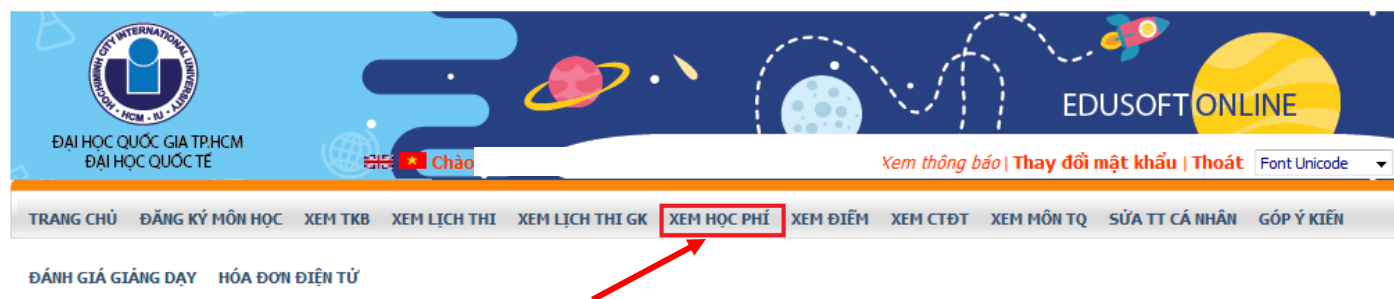 HOCHIMINH CITY INTERNATIONAL UNIVERSITY
HCM - IU
ĐẠI HỌC QUỐC GIA TP.HCM
ĐẠI HỌC QUỐC TẾ
EDUSOFT ONLINE
Chào
Xem thông báo | Thay đổi mật khẩu | Thoát Font Unicode
TRANG CHỦ ĐĂNG KÝ MÔN HỌC XEM TKB XEM LỊCH THI XEM LỊCH THI GK XEM HỌC PHÍ XEM ĐIỂM XEM CTĐT XEM MÔN TQ SỬA TT CÁ NHÂN GÓP Ý KIẾN
ĐÁNH GIÁ GIẢNG DẠY HÓA ĐƠN ĐIỆN TỬ